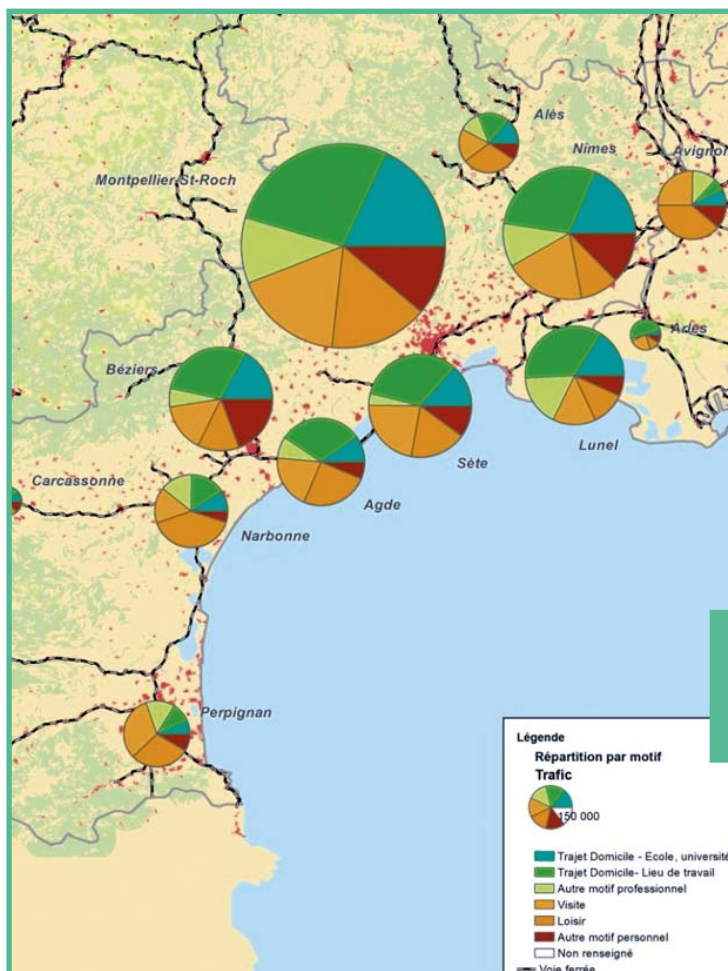 Alès
Nîmes
Avignon
Montpellier-St-Roch
Arles
Béziers
Lunel
Sète
Carcassonne
Agde
Narbonne
Perpignan
Légende
Répartition par motif
Trafic
150 000
Trajet Domicile - Ecole, université
Trajet Domicile- Lieu de travail
Autre motif professionnel
Visite
Loisir
Autre motif personnel
Non renseigné
Voie ferrée